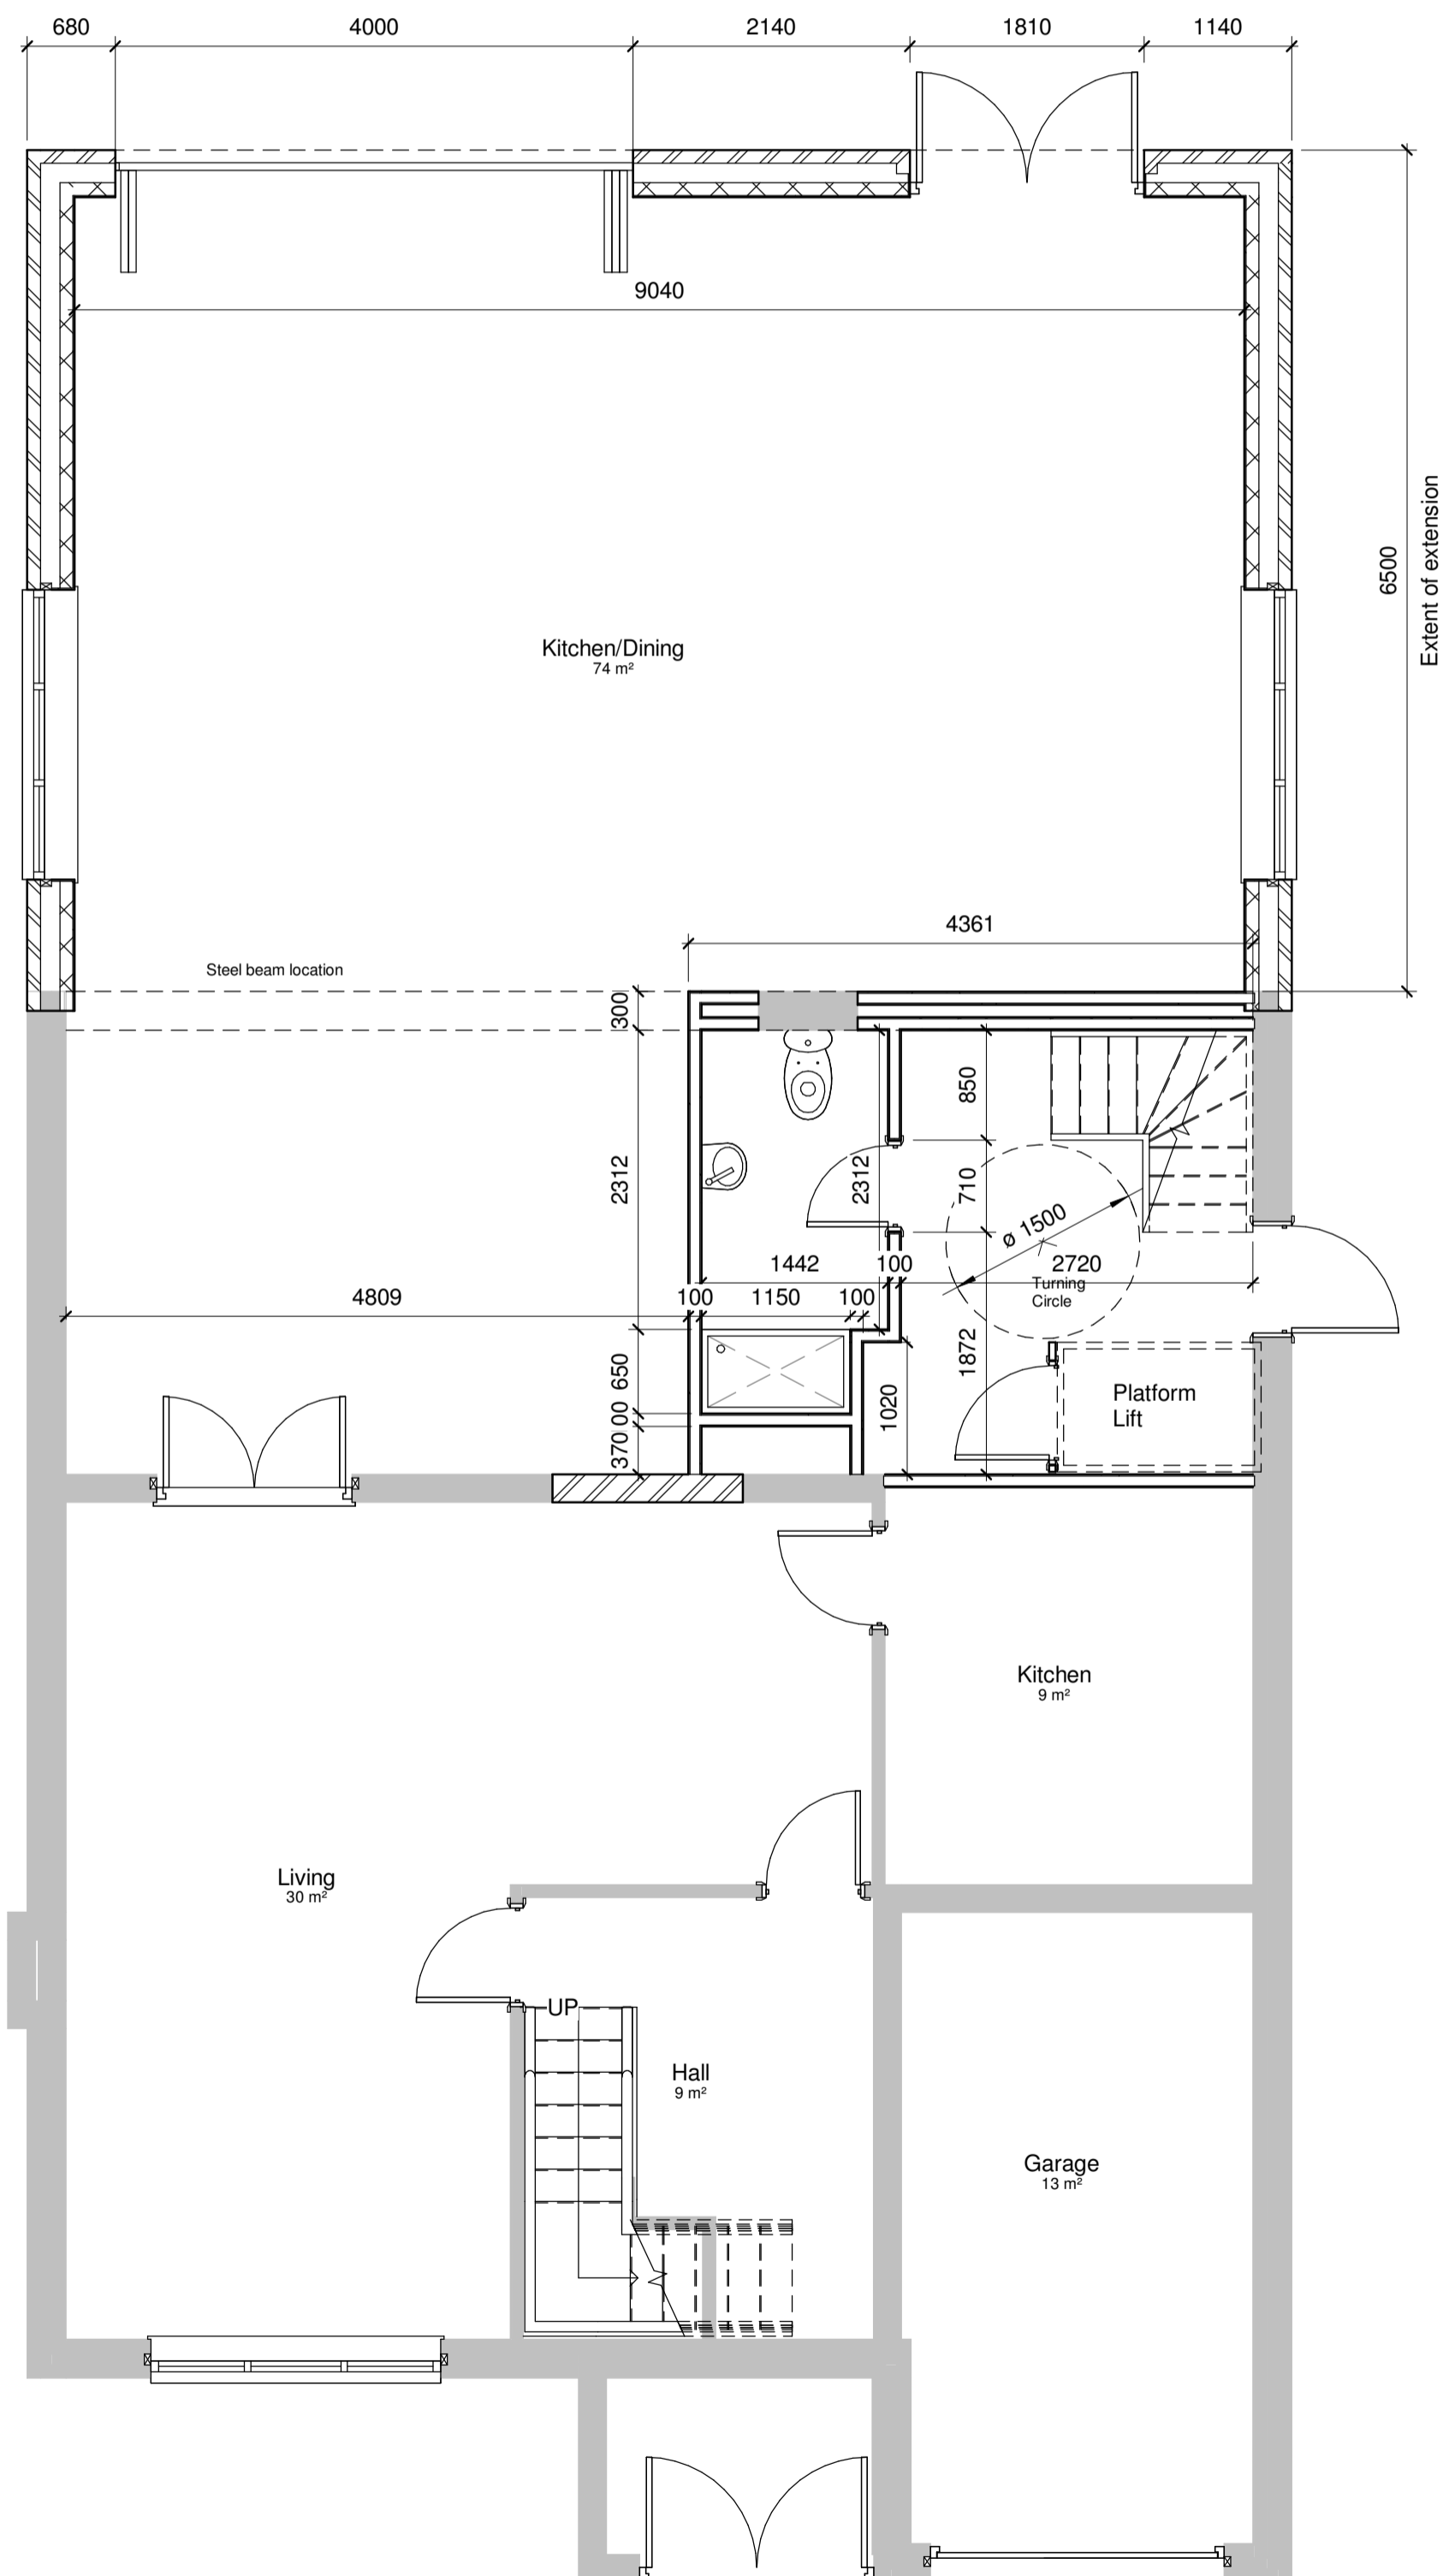 680
4000
2140
1810
1140
9040
6500
Extent of extension
Kitchen/Dining
74 m²
4361
Steel beam location
300
850
2312
2312
710
ø 1500
1442
100
2720
Turning
Circle
4809
100
1150
100
1872
650
1020
Platform
Lift
00
370
Kitchen
9 m²
Living
30 m²
UP
Hall
9 m²
Garage
13 m²